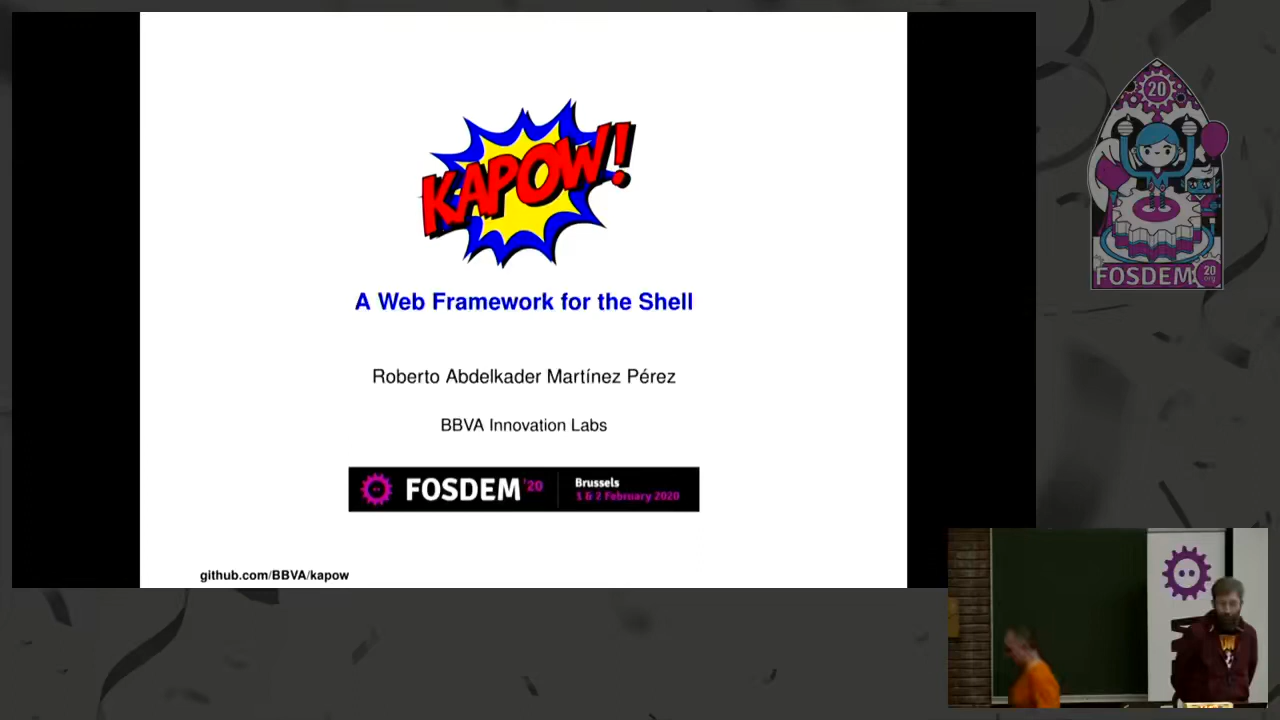 KAPOW!
A Web Framework for the Shell
Roberto Abdelkader Martínez Pérez
BBVA Innovation Labs
FOSDEM '20
Brussels
1 & 2 February 2020
github.com/BBVA/kapow
20
FOSDEM
20
.org